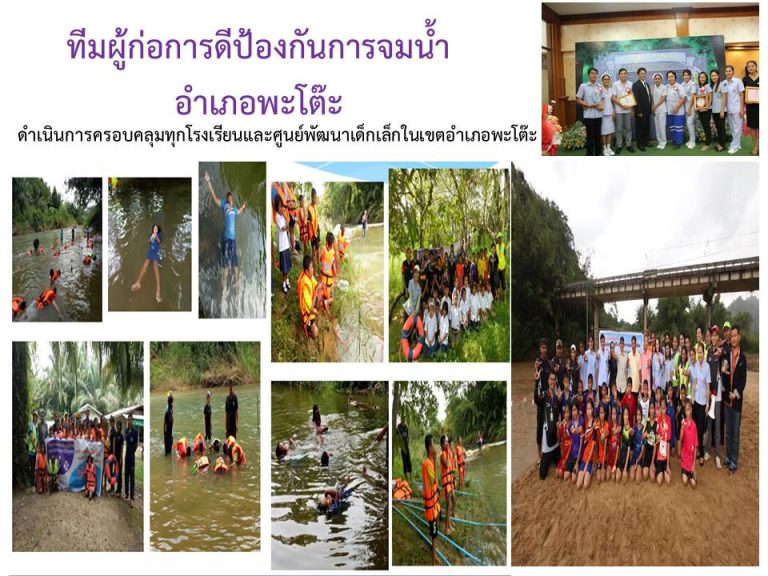 ทีมผู้ก่อการดีป้องกันการจมน้ำ
อำเภอพะโต๊ะ
ดำเนินการครอบคลุมทุกโรงเรียนและศูนย์พัฒนาเด็กเล็กในเขตอำเภอพะโต๊ะ